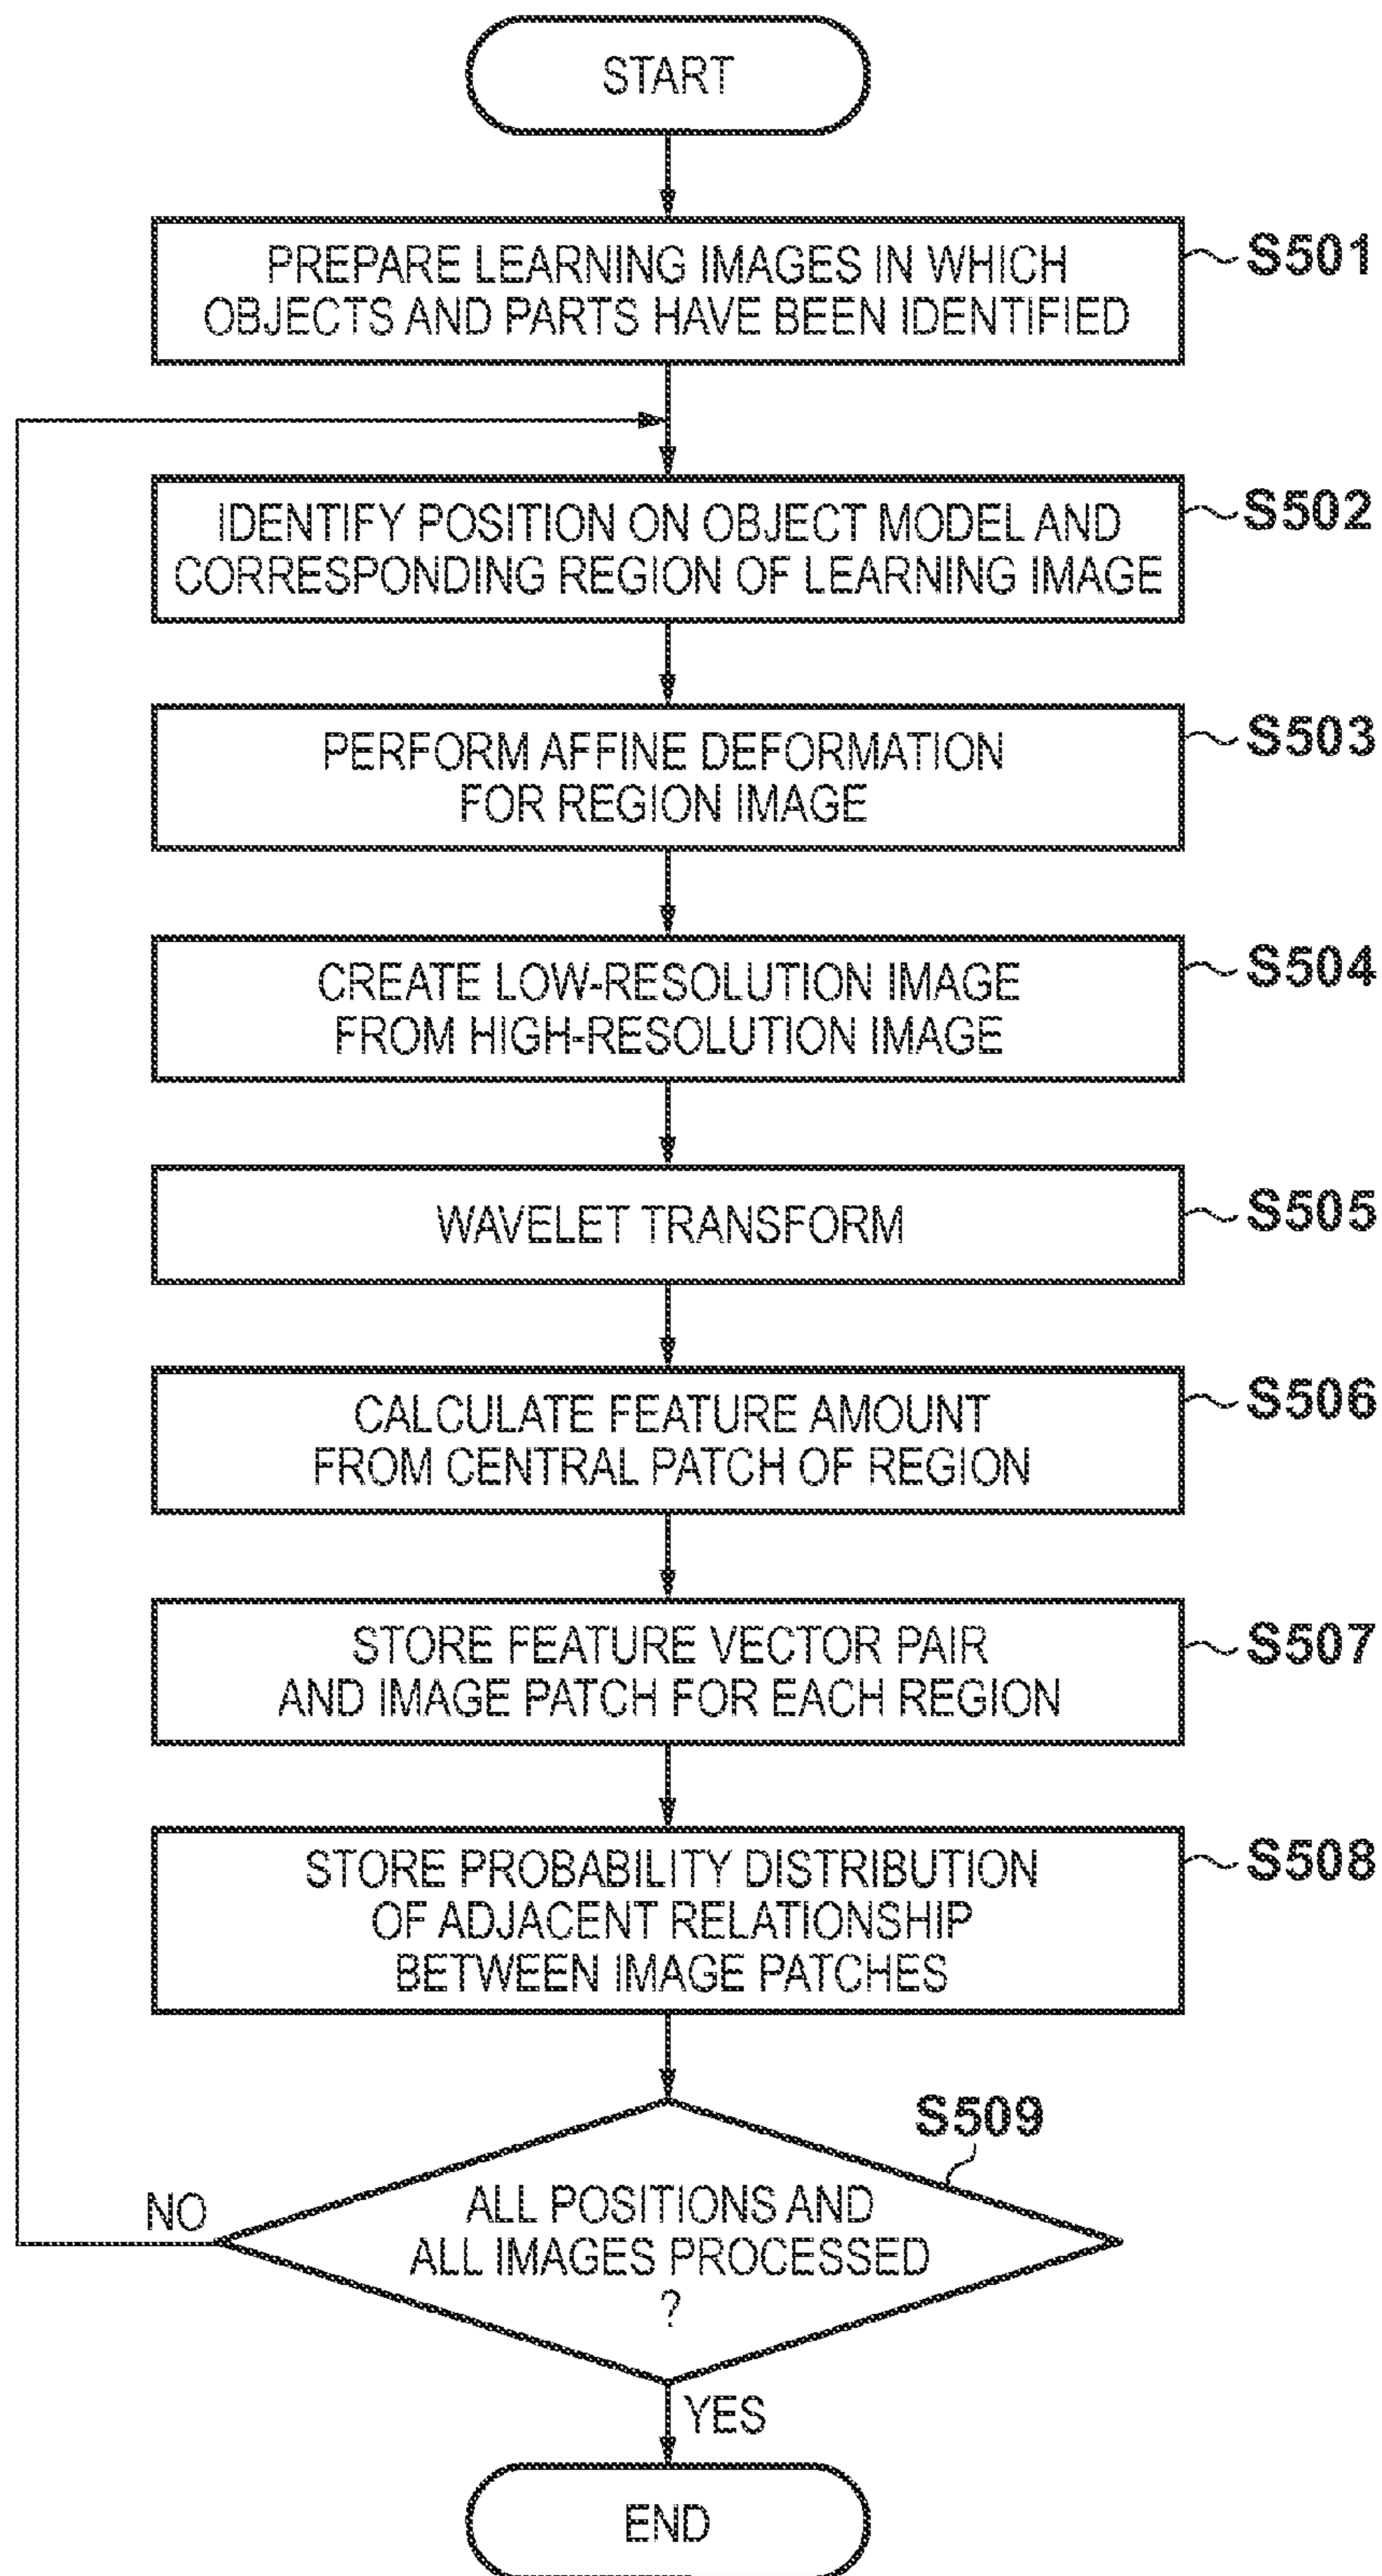 START
PREPARE LEARNING IMAGES IN WHICH
OBJECTS AND PARTS HAVE BEEN IDENTIFIED
S501
IDENTIFY POSITION ON OBJECT MODEL AND
CORRESPONDING REGION OF LEARNING IMAGE
S502
PERFORM AFFINE DEFORMATION
FOR REGION IMAGE
S503
CREATE LOW-RESOLUTION IMAGE
FROM HIGH-RESOLUTION IMAGE
S504
WAVELET TRANSFORM
S505
CALCULATE FEATURE AMOUNT
FROM CENTRAL PATCH OF REGION
S506
STORE FEATURE VECTOR PAIR
AND IMAGE PATCH FOR EACH REGION
S507
STORE PROBABILITY DISTRIBUTION
OF ADJACENT RELATIONSHIP
BETWEEN IMAGE PATCHES
S508
S509
ALL POSITIONS AND
ALL IMAGES PROCESSED
?
NO
YES
END